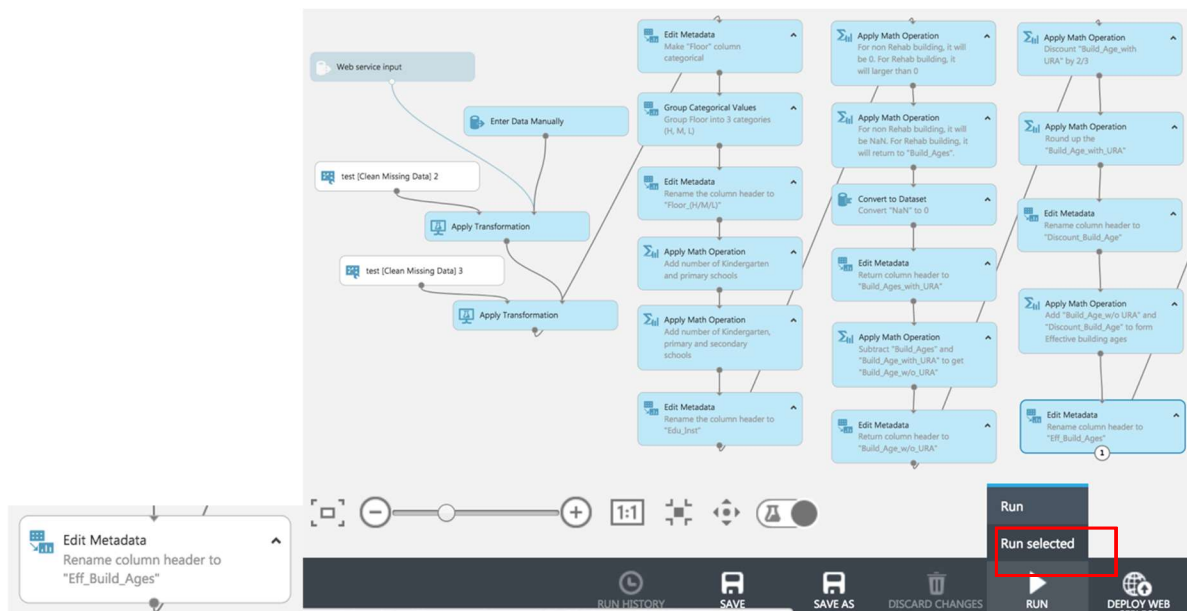 Web service input
Enter Data Manually
test [Clean Missing Data] 2
Apply Transformation
test [Clean Missing Data] 3
Apply Transformation
Edit Metadata
Make "Floor" column
categorical
Group Categorical Values
Group Floor into 3 categories
(H, M, L)
Edit Metadata
Rename the column header to
"Floor_(H/M/L)"
Apply Math Operation
Add number of Kindergarten
and primary schools
Apply Math Operation
Add number of Kindergarten,
primary and secondary
schools
Edit Metadata
Rename the column header to
"Edu_Inst"
Apply Math Operation
For non Rehab building, it will
be 0. For Rehab building, it
will larger than 0
Apply Math Operation
For non Rehab building, it will
be NaN. For Rehab building, it
will return to "Build_Ages".
Convert to Dataset
Convert "NaN" to 0
Edit Metadata
Return column header to
"Build_Ages_with_URA"
Apply Math Operation
Subtract "Build_Ages" and
"Build_Age_with_URA" to get
"Build_Age_w/o_URA"
Edit Metadata
Return column header to
"Build_Age_w/o_URA"
Apply Math Operation
Discount "Build_Age_with
URA" by 2/3
Apply Math Operation
Round up the
"Build_Age_with_URA"
Edit Metadata
Rename column header to
"Discount_Build_Age"
Apply Math Operation
Add "Build_Age_w/o URA" and
"Discount_Build_Age" to form
Effective building ages
Edit Metadata
Rename column header to
"Eff_Build_Ages"
1
Edit Metadata
Rename column header to
"Eff_Build_Ages"
1:1
Run
Run selected
RUN HISTORY
SAVE
SAVE AS
DISCARD CHANGES
RUN
DEPLOY WEB